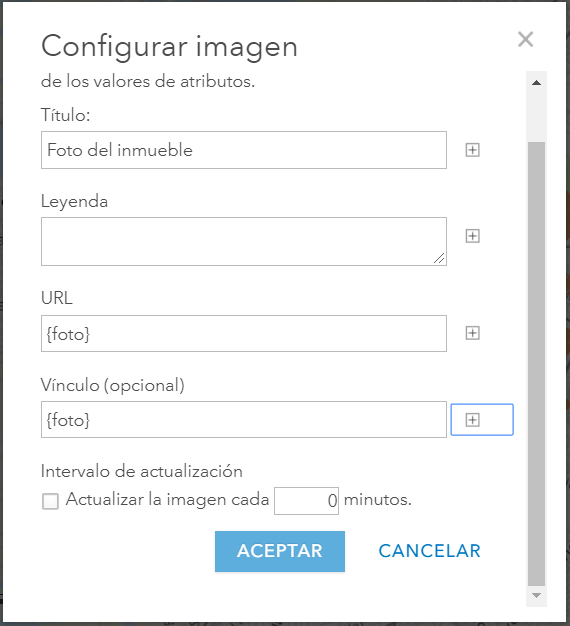 Configurar imagen
de los valores de atributos.
Título:
Foto del inmueble
Leyenda
URL
{foto}
Vínculo (opcional)
{foto}
Intervalo de actualización
Actualizar la imagen cada 0 minutos.
ACEPTAR CANCELAR